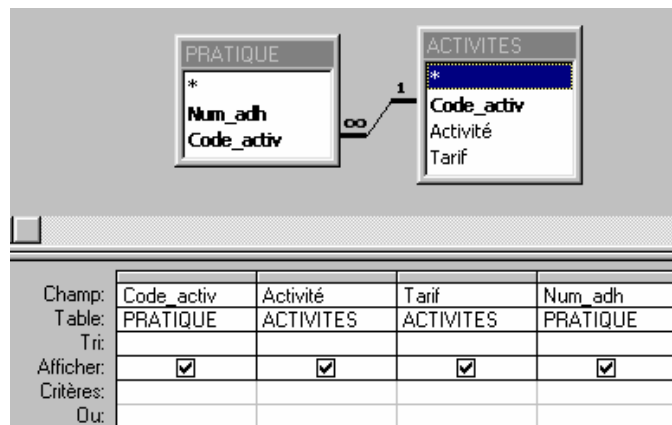 PRATIQUE
*
Num_adh
Code_activ
∞
1
ACTIVITES
*
Code_activ
Activité
Tarif
Champ: Code_activ Activité Tarif Num_adh
Table: PRATIQUE ACTIVITES ACTIVITES PRATIQUE
Tri:
Afficher:
Critères:
Ou: